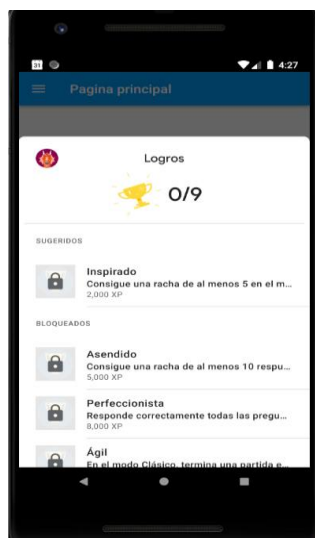 31
4:27
Pagina principal
Logros
0/9
SUGERIDOS
Inspirado
Consigue una racha de al menos 5 en el m...
2,000 XP
BLOQUEADOS
Asendido
Consigue una racha de al menos 10 respu...
5,000 XP
Perfeccionista
Responde correctamente todas las pregu...
8,000 XP
Ágil
En el modo Clásico, termina una partida e...